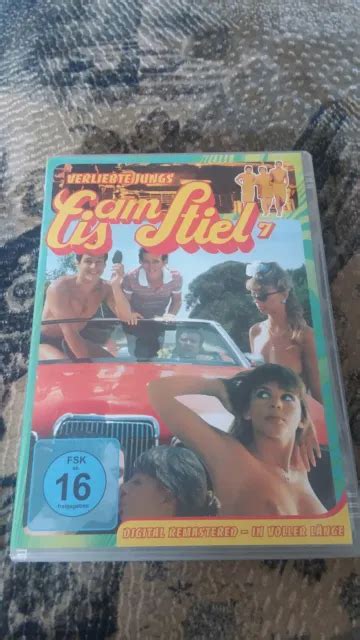 VERLIEBTE JUNGS
Eis am Stiel 7
FSK
ab
16
freigegeben
DIGITAL REMASTERED – IN VOLLER LÄNGE